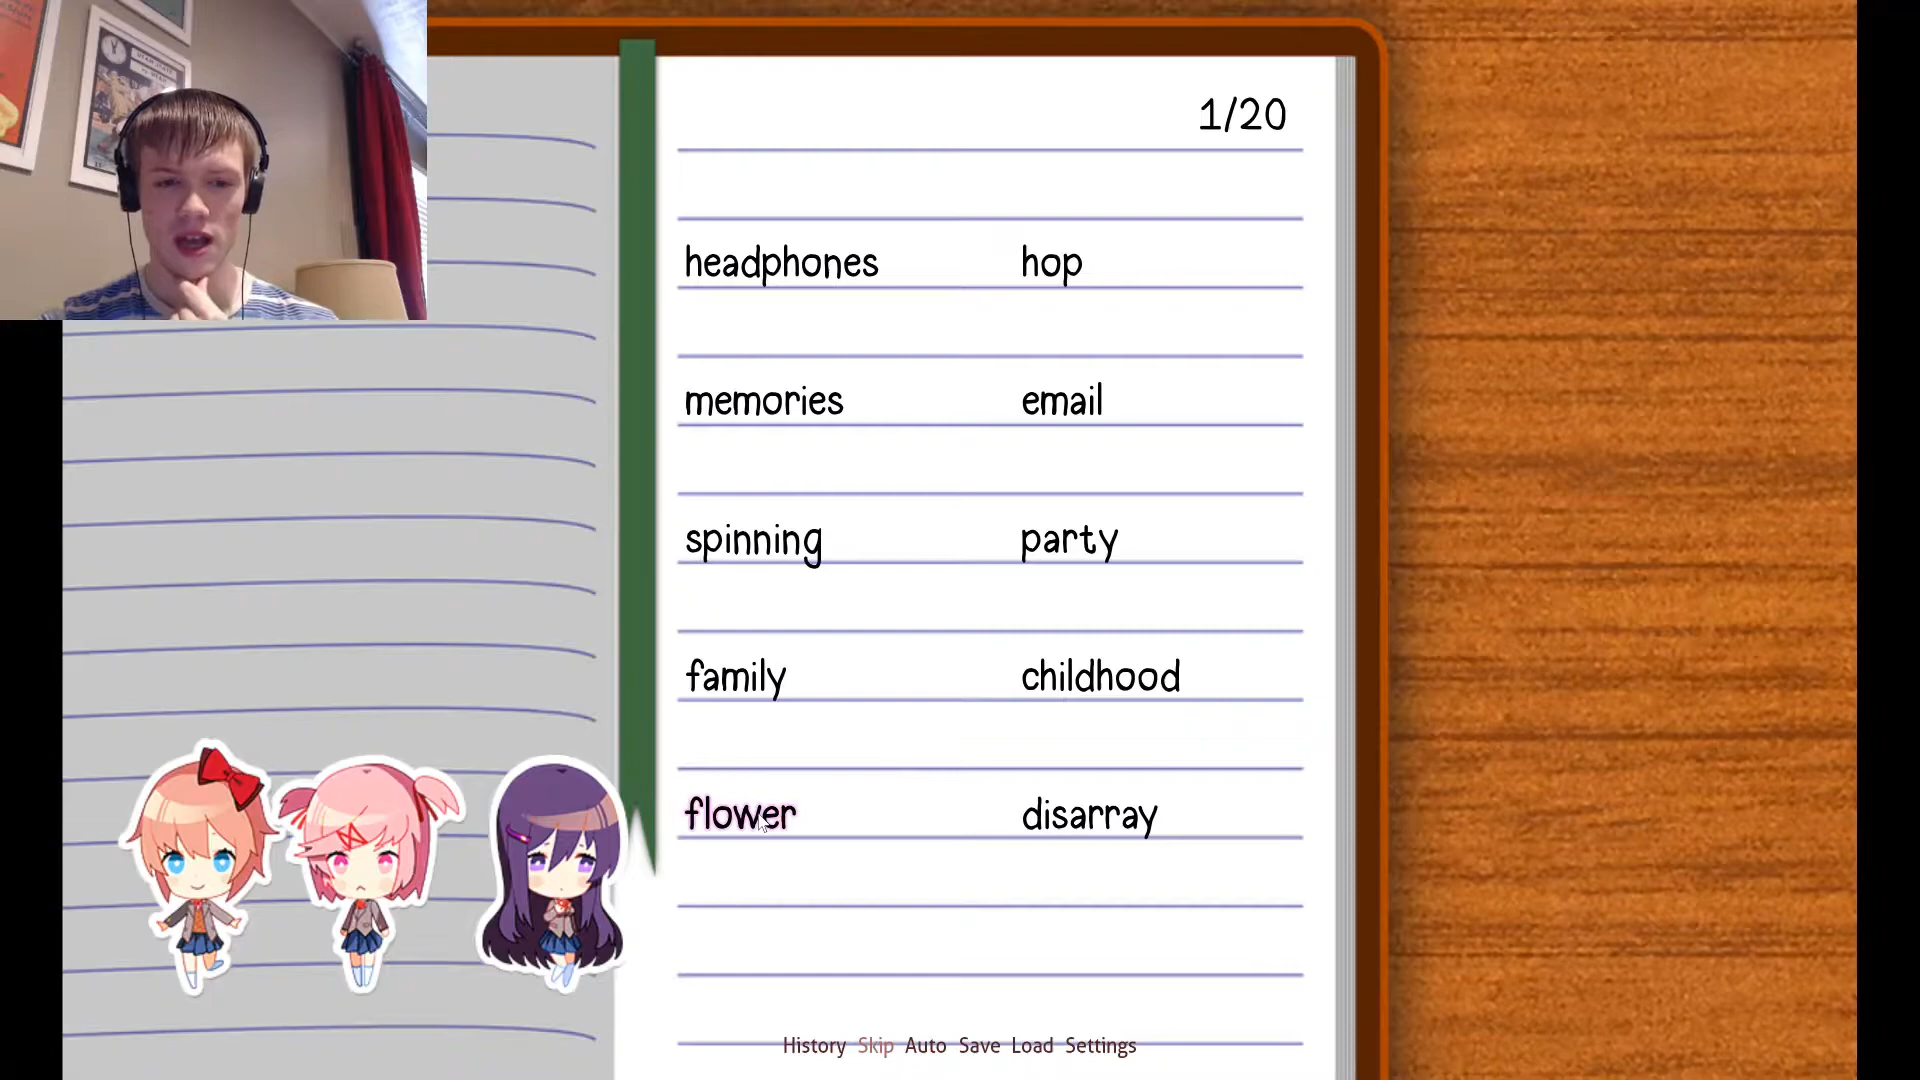 1/20
headphones hop
memories email
spinning party
family childhood
flower disarray
History Skip Auto Save Load Settings